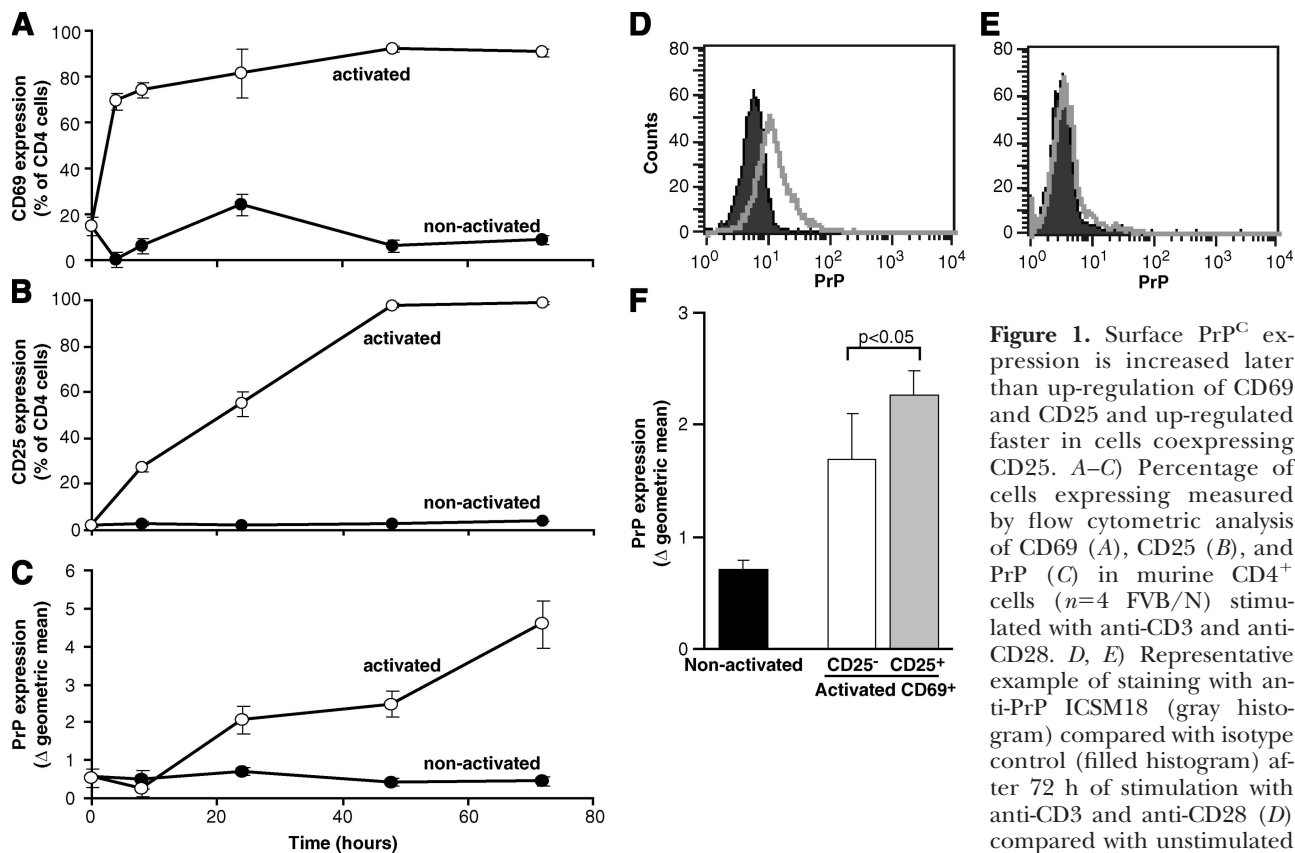 A
100
80
60
40
20
0
CD69 expression
(% of CD4 cells)
activated
non-activated
B
100
80
60
40
20
0
CD25 expression
(% of CD4 cells)
activated
non-activated
C
6
5
4
3
2
1
0
PrP expression
(Δ geometric mean)
activated
non-activated
0 20 40 60 80
Time (hours)
D
80
60
40
20
0
Counts
10⁰ 10¹ 10² 10³ 10⁴
PrP
E
80
60
40
20
0
10⁰ 10¹ 10² 10³ 10⁴
PrP
F
3
2
1
0
PrP expression
(Δ geometric mean)
p<0.05
Non-activated CD25⁻ CD25⁺
Activated CD69⁺
Figure 1. Surface PrPᶜ ex-
pression is increased later
than up-regulation of CD69
and CD25 and up-regulated
faster in cells coexpressing
CD25. A–C) Percentage of
cells expressing measured
by flow cytometric analysis
of CD69 (A), CD25 (B), and
PrP (C) in murine CD4⁺
cells (n=4 FVB/N) stimu-
lated with anti-CD3 and anti-
CD28. D, E) Representative
example of staining with an-
ti-PrP ICSM18 (gray histo-
gram) compared with isotype
control (filled histogram) af-
ter 72 h of stimulation with
anti-CD3 and anti-CD28 (D)
compared with unstimulated